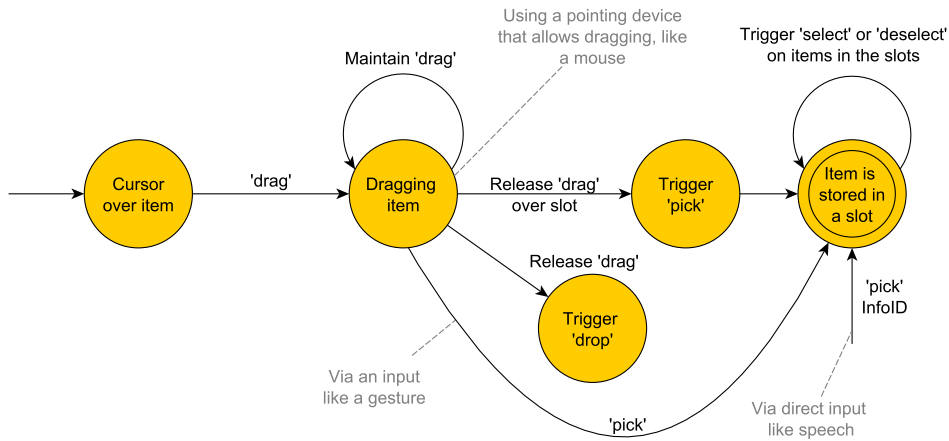 Using a pointing device
that allows dragging, like
a mouse
Trigger 'select' or 'deselect'
on items in the slots
Maintain 'drag'
Cursor
over item
'drag'
Dragging
item
Release 'drag'
over slot
Trigger
'pick'
Item is
stored in
a slot
Release 'drag'
Trigger
'drop'
'pick'
InfoID
Via an input
like a gesture
'pick'
Via direct input
like speech